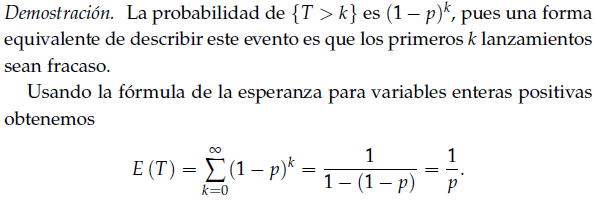 Demostración. La probabilidad de {T > k} es (1 − p)^k, pues una forma
equivalente de describir este evento es que los primeros k lanzamientos
sean fracaso.
Usando la fórmula de la esperanza para variables enteras positivas
obtenemos
E (T) = ∑_{k=0}^{∞} (1 − p)^k = \frac{1}{1 − (1 − p)} = \frac{1}{p}.